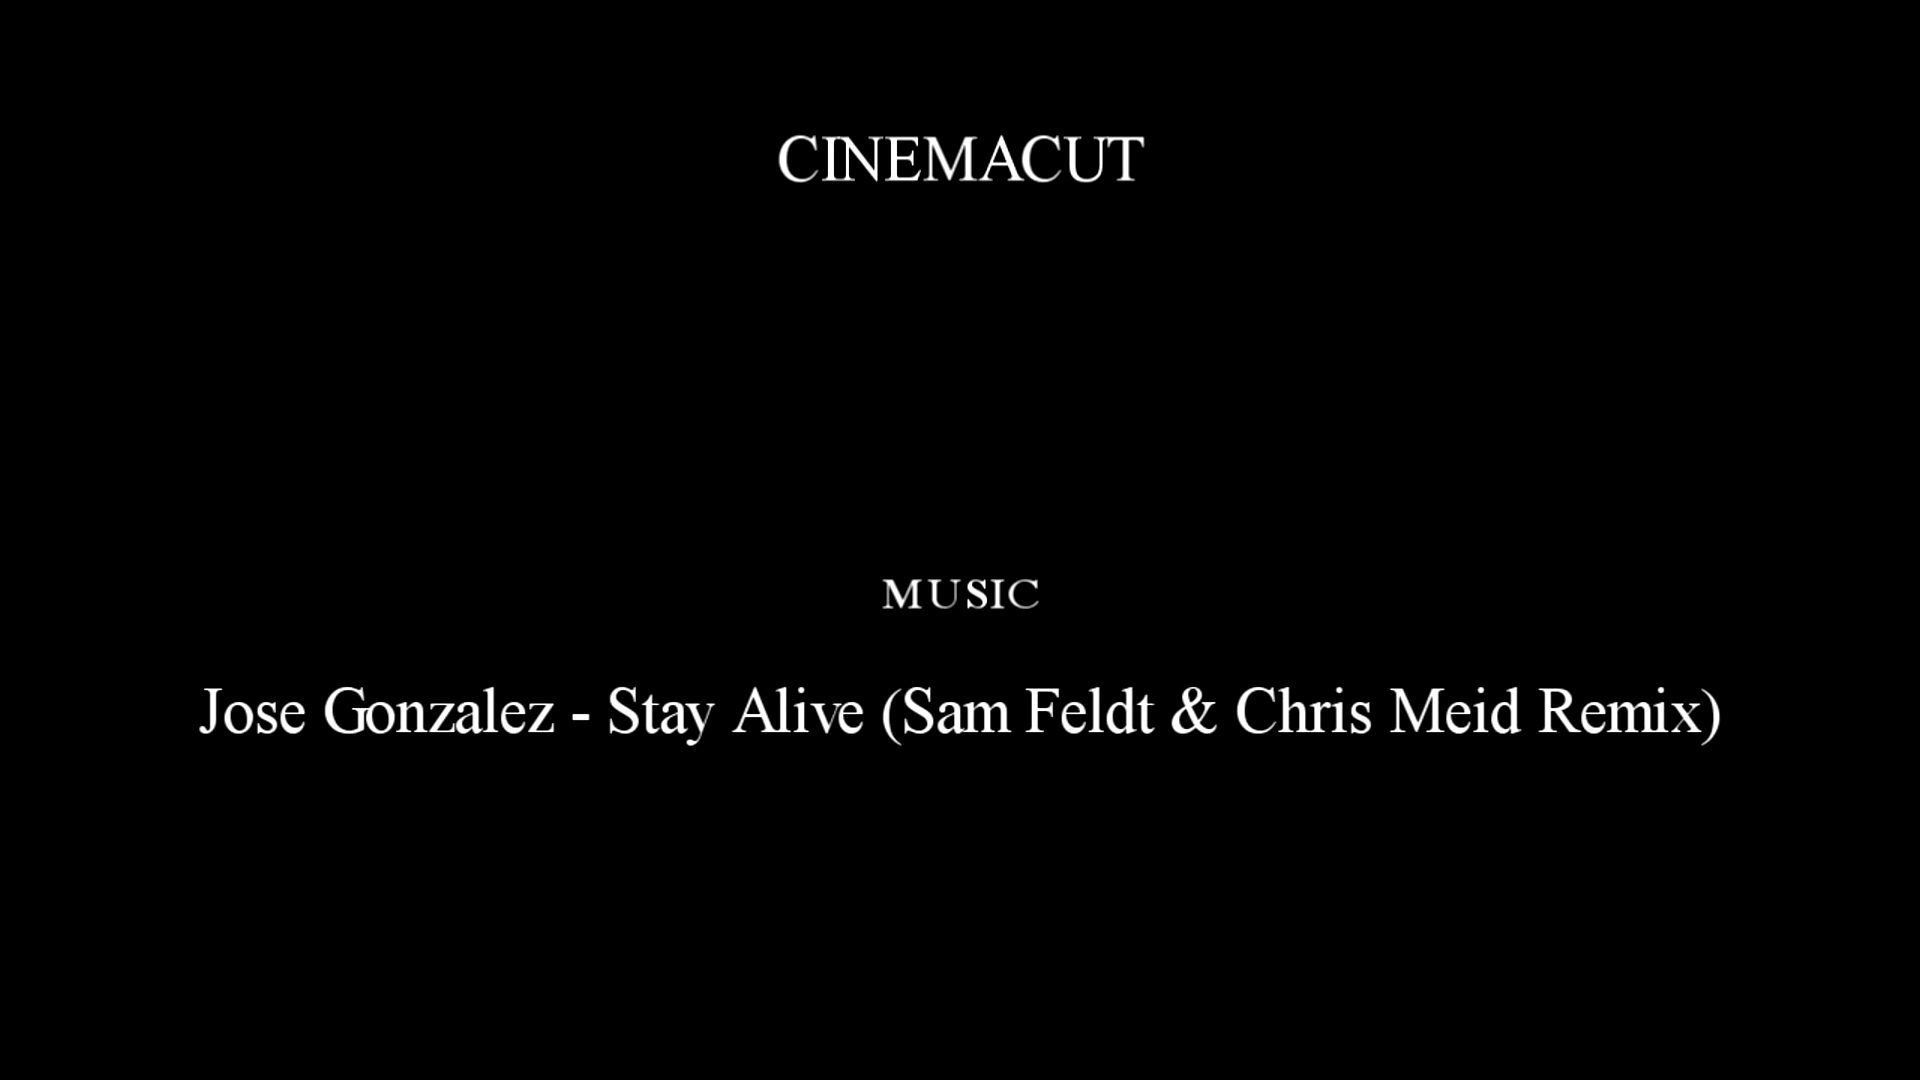 CINEMACUT
MUSIC
Jose Gonzalez - Stay Alive (Sam Feldt & Chris Meid Remix)